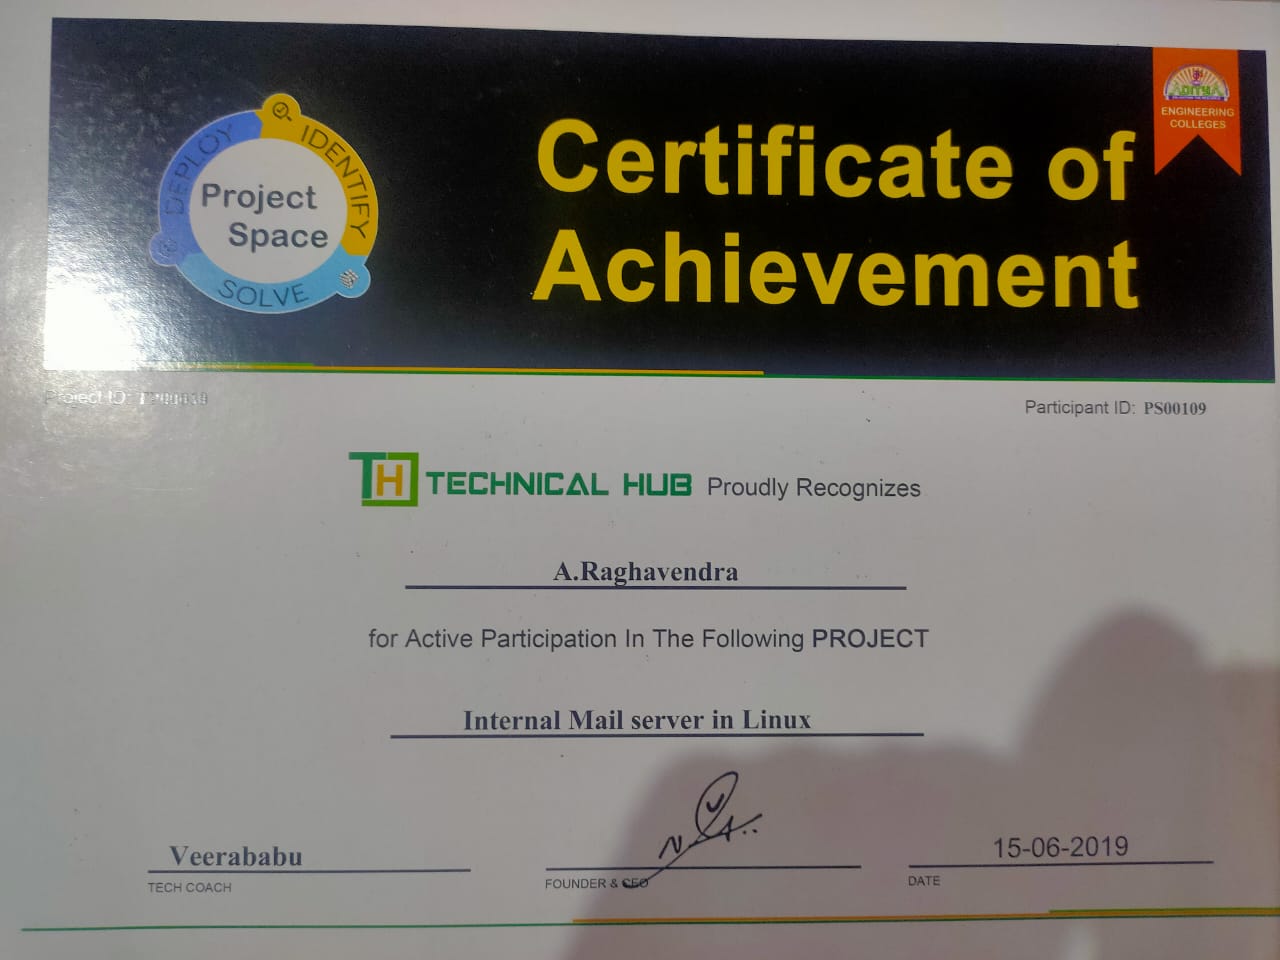 DEPLOY
IDENTIFY
SOLVE
Project
Space
Certificate of
Achievement
ADITYA
ENGINEERING
COLLEGES
Project ID:
Participant ID: PS00109
TH TECHNICAL HUB Proudly Recognizes
A.Raghavendra
for Active Participation In The Following PROJECT
Internal Mail server in Linux
Veerababu
15-06-2019
TECH COACH
FOUNDER & CEO
DATE